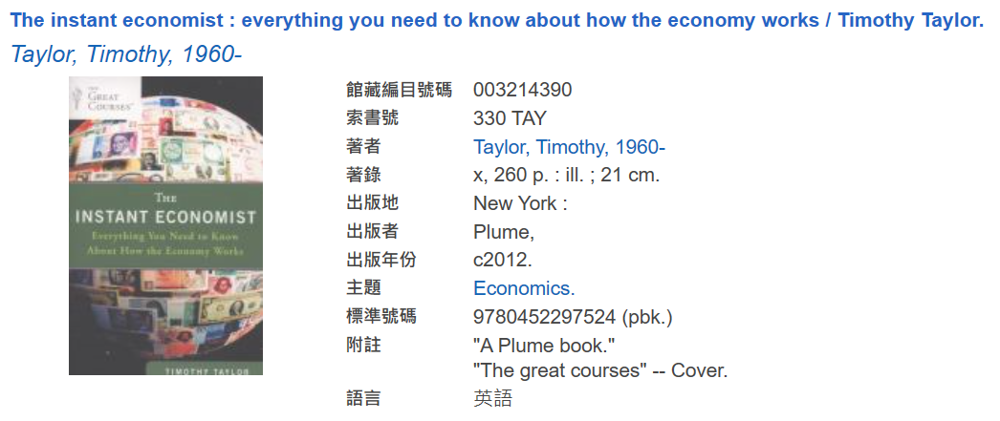 The instant economist : everything you need to know about how the economy works / Timothy Taylor.
Taylor, Timothy, 1960-
THE
GREAT
COURSES
THE
INSTANT ECONOMIST
Everything You Need to Know
About How the Economy Works
TIMOTHY TAYLOR
館藏編目號碼 003214390
索書號 330 TAY
著者 Taylor, Timothy, 1960-
著錄 x, 260 p. : ill. ; 21 cm.
出版地 New York :
出版者 Plume,
出版年份 c2012.
主題 Economics.
標準號碼 9780452297524 (pbk.)
附註 "A Plume book."
"The great courses" -- Cover.
語言 英語